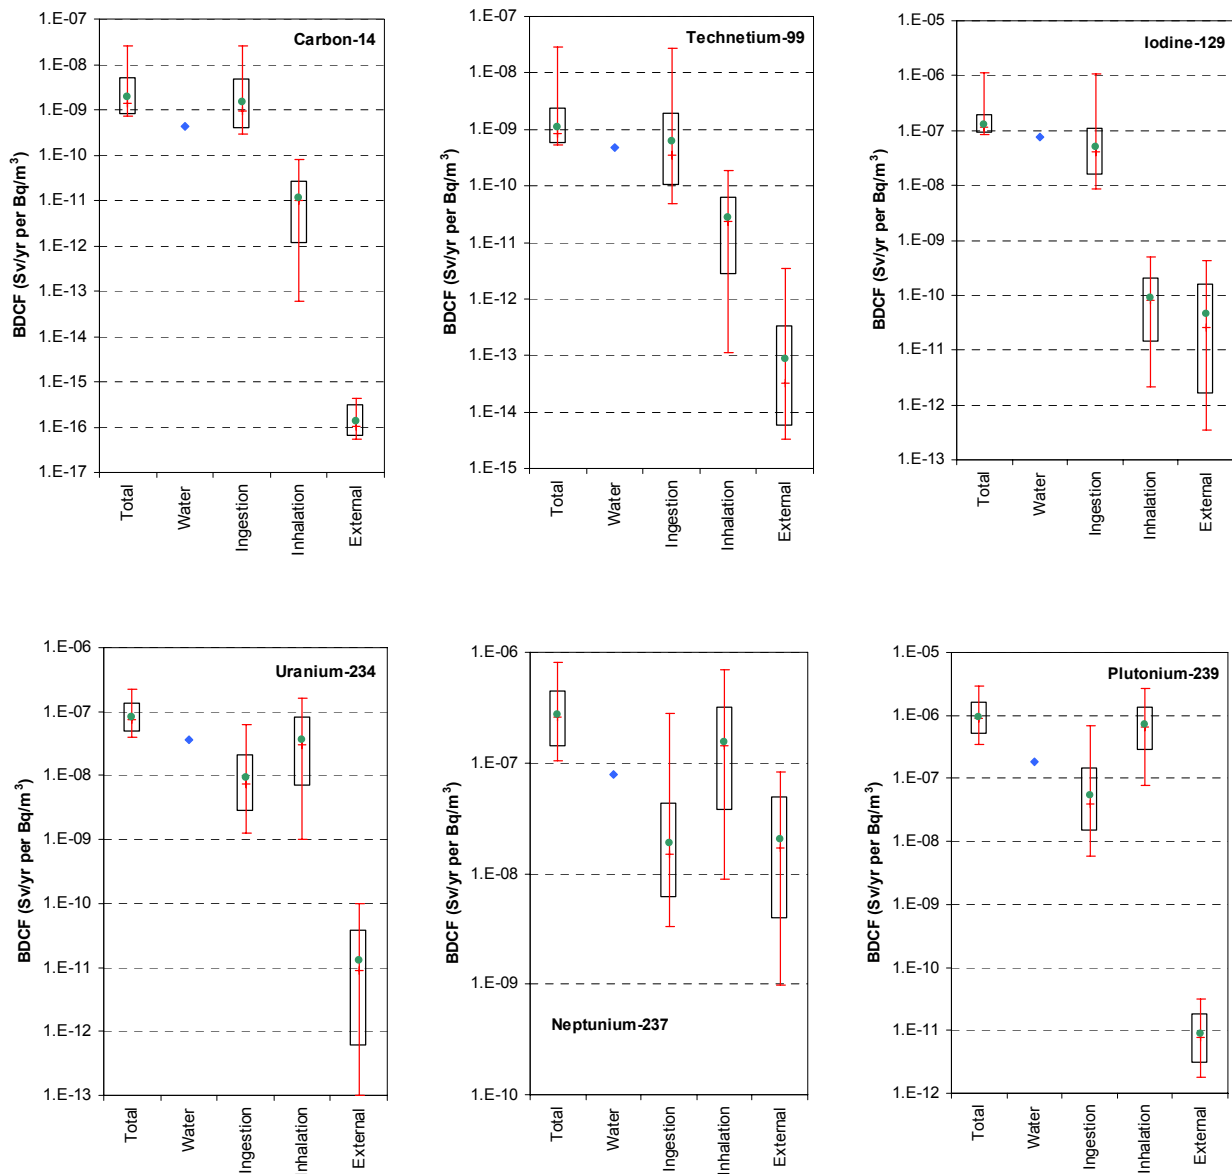 Carbon-14
BDCF (Sv/yr per Bq/m³)
1.E-07
1.E-08
1.E-09
1.E-10
1.E-11
1.E-12
1.E-13
1.E-14
1.E-15
1.E-16
1.E-17
Total
Water
Ingestion
Inhalation
External
Technetium-99
BDCF (Sv/yr per Bq/m³)
1.E-07
1.E-08
1.E-09
1.E-10
1.E-11
1.E-12
1.E-13
1.E-14
1.E-15
Total
Water
Ingestion
Inhalation
External
Iodine-129
BDCF (Sv/yr per Bq/m³)
1.E-05
1.E-06
1.E-07
1.E-08
1.E-09
1.E-10
1.E-11
1.E-12
1.E-13
Total
Water
Ingestion
Inhalation
External
Uranium-234
BDCF (Sv/yr per Bq/m³)
1.E-06
1.E-07
1.E-08
1.E-09
1.E-10
1.E-11
1.E-12
1.E-13
Total
Water
Ingestion
Inhalation
External
Neptunium-237
BDCF (Sv/yr per Bq/m³)
1.E-06
1.E-07
1.E-08
1.E-09
1.E-10
Total
Water
Ingestion
Inhalation
External
Plutonium-239
BDCF (Sv/yr per Bq/m³)
1.E-05
1.E-06
1.E-07
1.E-08
1.E-09
1.E-10
1.E-11
1.E-12
Total
Water
Ingestion
Inhalation
External